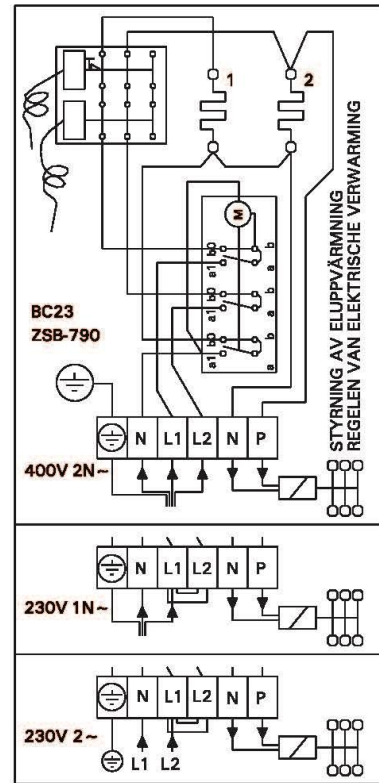 1 2
M
b0 b
a1 a
b0 b
a1 a
b0 b
a1 a
BC23
ZSB-790
STYRNING AV ELUPPVÄRMNING
REGELEN VAN ELEKTRISCHE VERWARMING
N L1 L2 N P
400V 2N~
N L1 L2 N P
230V 1N~
N L1 L2 N P
230V 2~
L1 L2